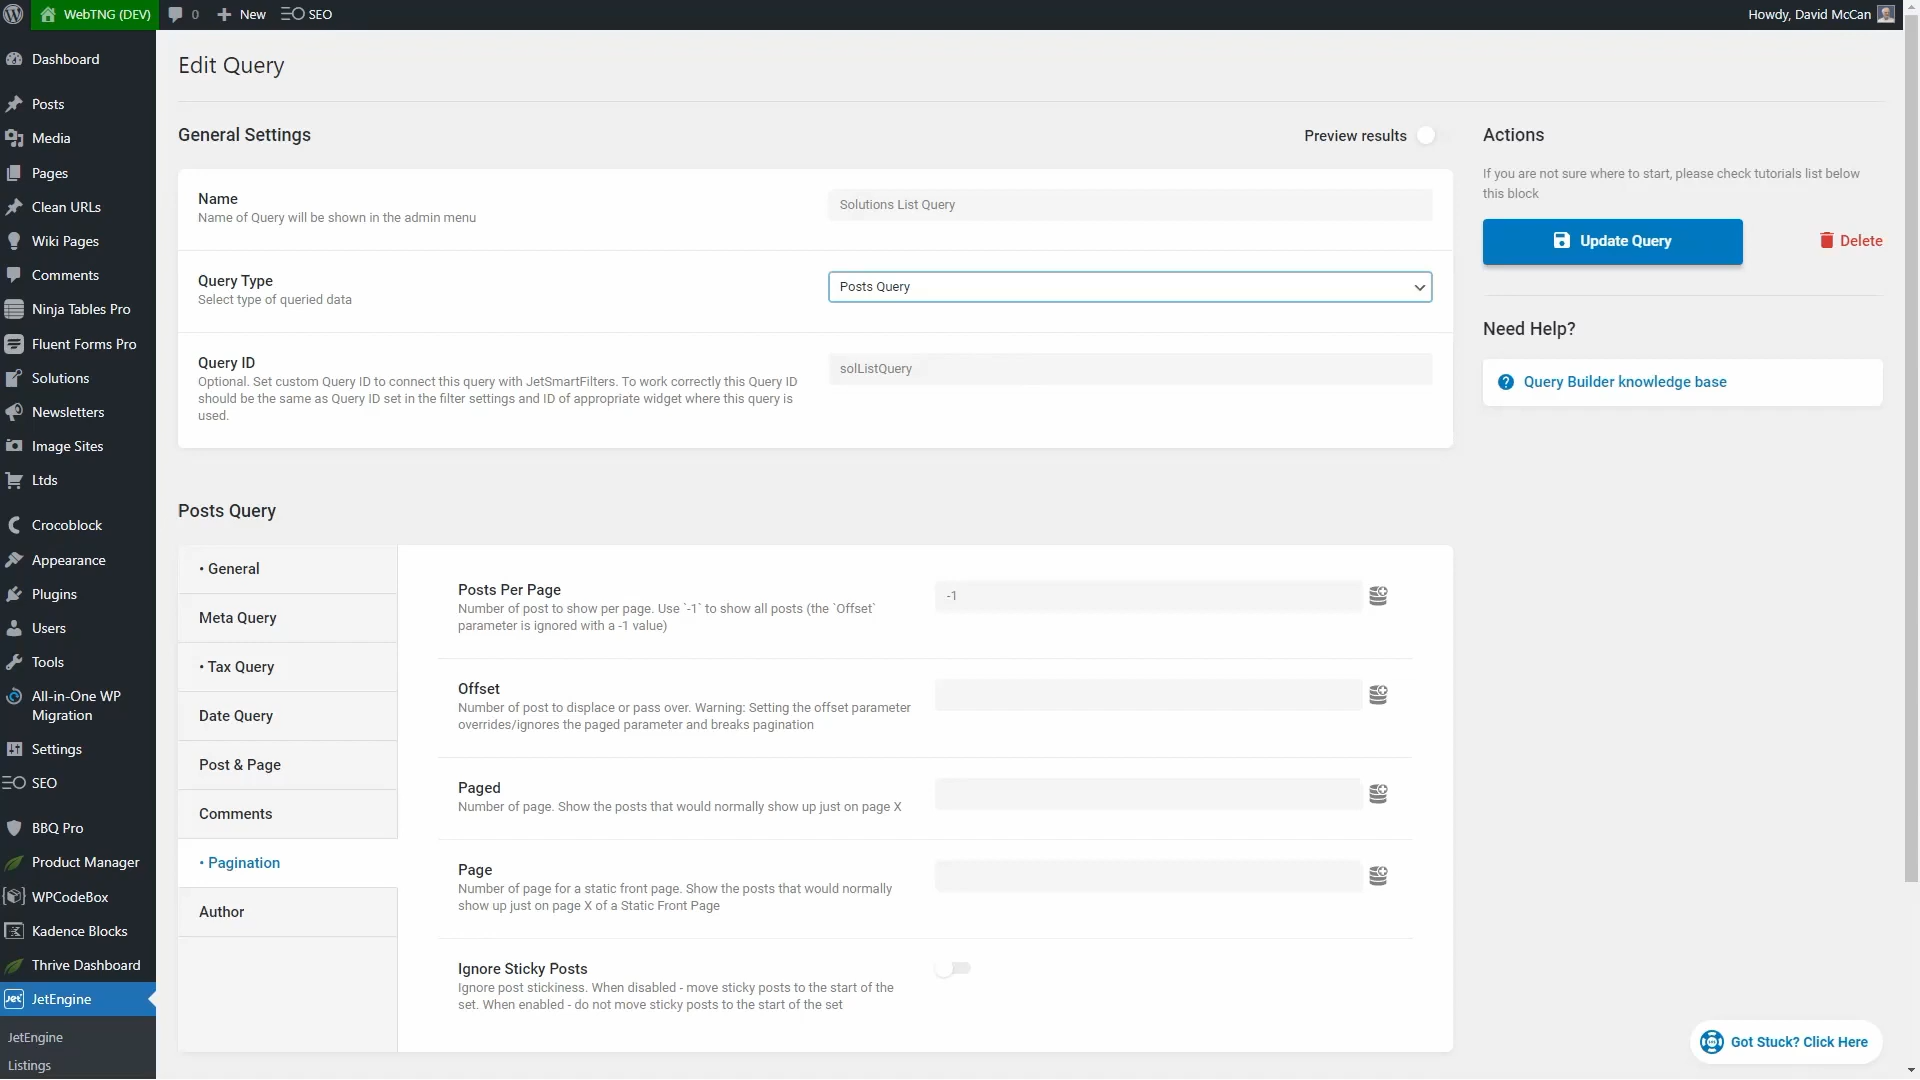 WebTNG (DEV)
0
New
SEO
Howdy, David McCan
Dashboard
Posts
Media
Pages
Clean URLs
Wiki Pages
Comments
Ninja Tables Pro
Fluent Forms Pro
Solutions
Newsletters
Image Sites
Ltds
Crocoblock
Appearance
Plugins
Users
Tools
All-in-One WP
Migration
Settings
SEO
BBQ Pro
Product Manager
WPCodeBox
Kadence Blocks
Thrive Dashboard
Jet
JetEngine
JetEngine
Listings
Edit Query
General Settings
Preview results
Name
Name of Query will be shown in the admin menu
Solutions List Query
Query Type
Select type of queried data
Posts Query
Query ID
Optional. Set custom Query ID to connect this query with JetSmartFilters. To work correctly this Query ID
should be the same as Query ID set in the filter settings and ID of appropriate widget where this query is
used.
solListQuery
Posts Query
• General
Meta Query
• Tax Query
Date Query
Post & Page
Comments
• Pagination
Author
Posts Per Page
Number of post to show per page. Use `-1` to show all posts (the `Offset`
parameter is ignored with a -1 value)
-1
Offset
Number of post to displace or pass over. Warning: Setting the offset parameter
overrides/ignores the paged parameter and breaks pagination
Paged
Number of page. Show the posts that would normally show up just on page X
Page
Number of page for a static front page. Show the posts that would normally
show up just on page X of a Static Front Page
Ignore Sticky Posts
Ignore post stickiness. When disabled - move sticky posts to the start of the
set. When enabled - do not move sticky posts to the start of the set
Actions
If you are not sure where to start, please check tutorials list below
this block
Update Query
Delete
Need Help?
Query Builder knowledge base
Got Stuck? Click Here